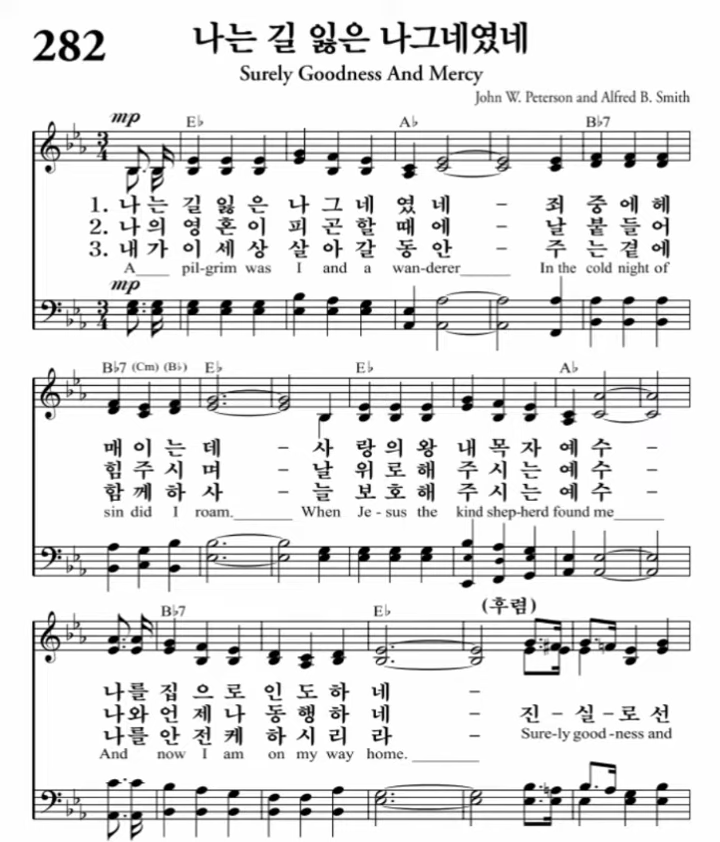 282
나는 길 잃은 나그네였네
Surely Goodness And Mercy
John W. Peterson and Alfred B. Smith
mp E♭ A♭ B♭7
3 4
1. 나 는 길 잃 은 나 그 네 였 네 - 죄 중 에 헤
2. 나 의 영 혼 이 피 곤 할 때 에 - 날 붙 들 어
3. 내 가 이 세 상 살 아 갈 동 안 - 주 는 곁 에
A____ pil-grim was I and a wan-derer______ In the cold night of
mp
3 4
B♭7 (Cm) (B♭) E♭ E♭ A♭
매 이 는 데 - 사 랑 의 왕 내 목 자 예 수 -
힘 주 시 며 - 날 위 로 해 주 시 는 예 수 -
함 께 하 사 - 늘 보 호 해 주 시 는 예 수 -
sin did I roam._______ When Je - sus the kind shep-herd found me______
B♭7 E♭ (후렴)
나 를 집 으 로 인 도 하 네 -
나 와 언 제 나 동 행 하 네 - 진 - 실 - 로 선
나 를 안 전 케 하 시 리 라 - Sure-ly good -ness and
And now I am on my way home. ________